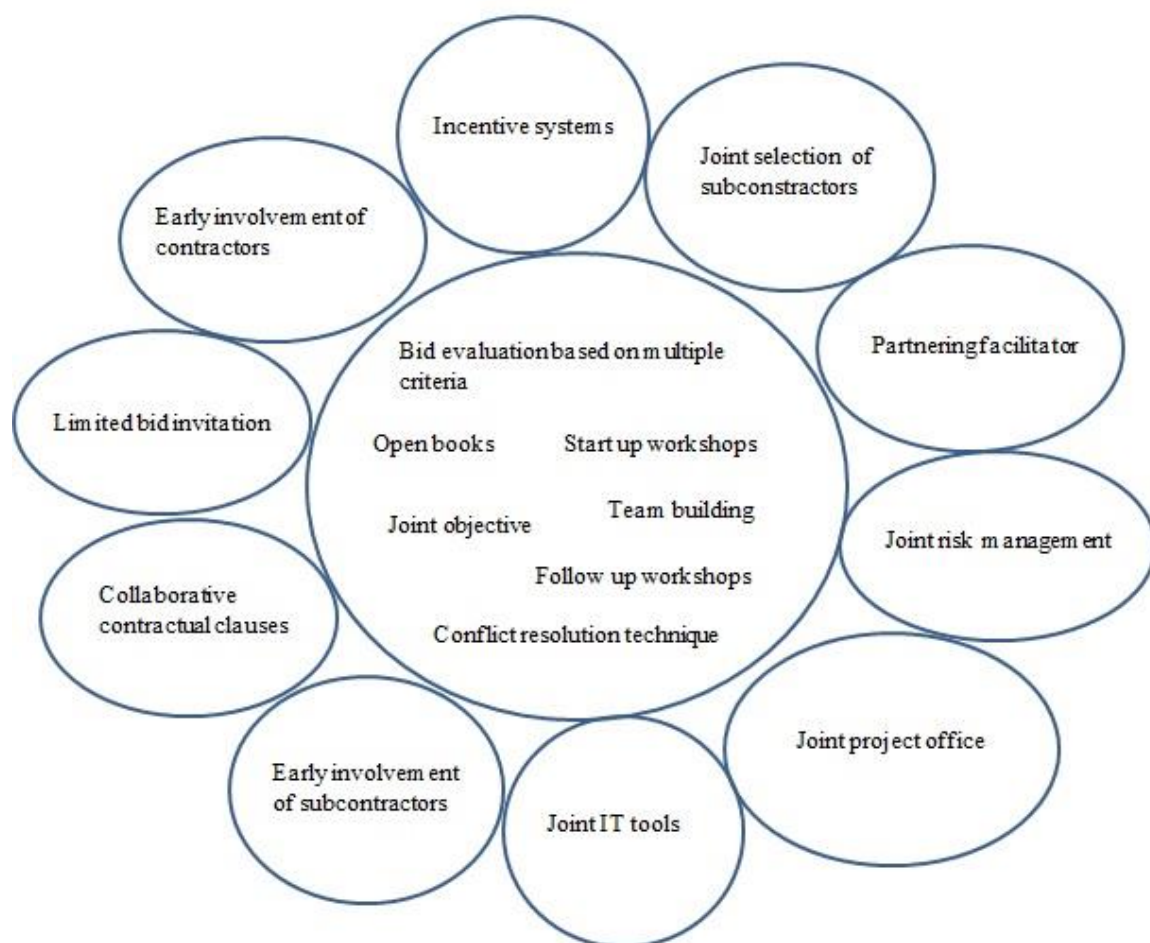 Incentive systems
Joint selection of
subconstractors
Early involvement of
contractors
Partnering facilitator
Bid evaluation based on multiple
criteria
Limited bid invitation
Open books
Start up workshops
Team building
Joint objective
Joint risk management
Follow up workshops
Collaborative
contractual clauses
Conflict resolution technique
Joint project office
Early involvement
of subcontractors
Joint IT tools